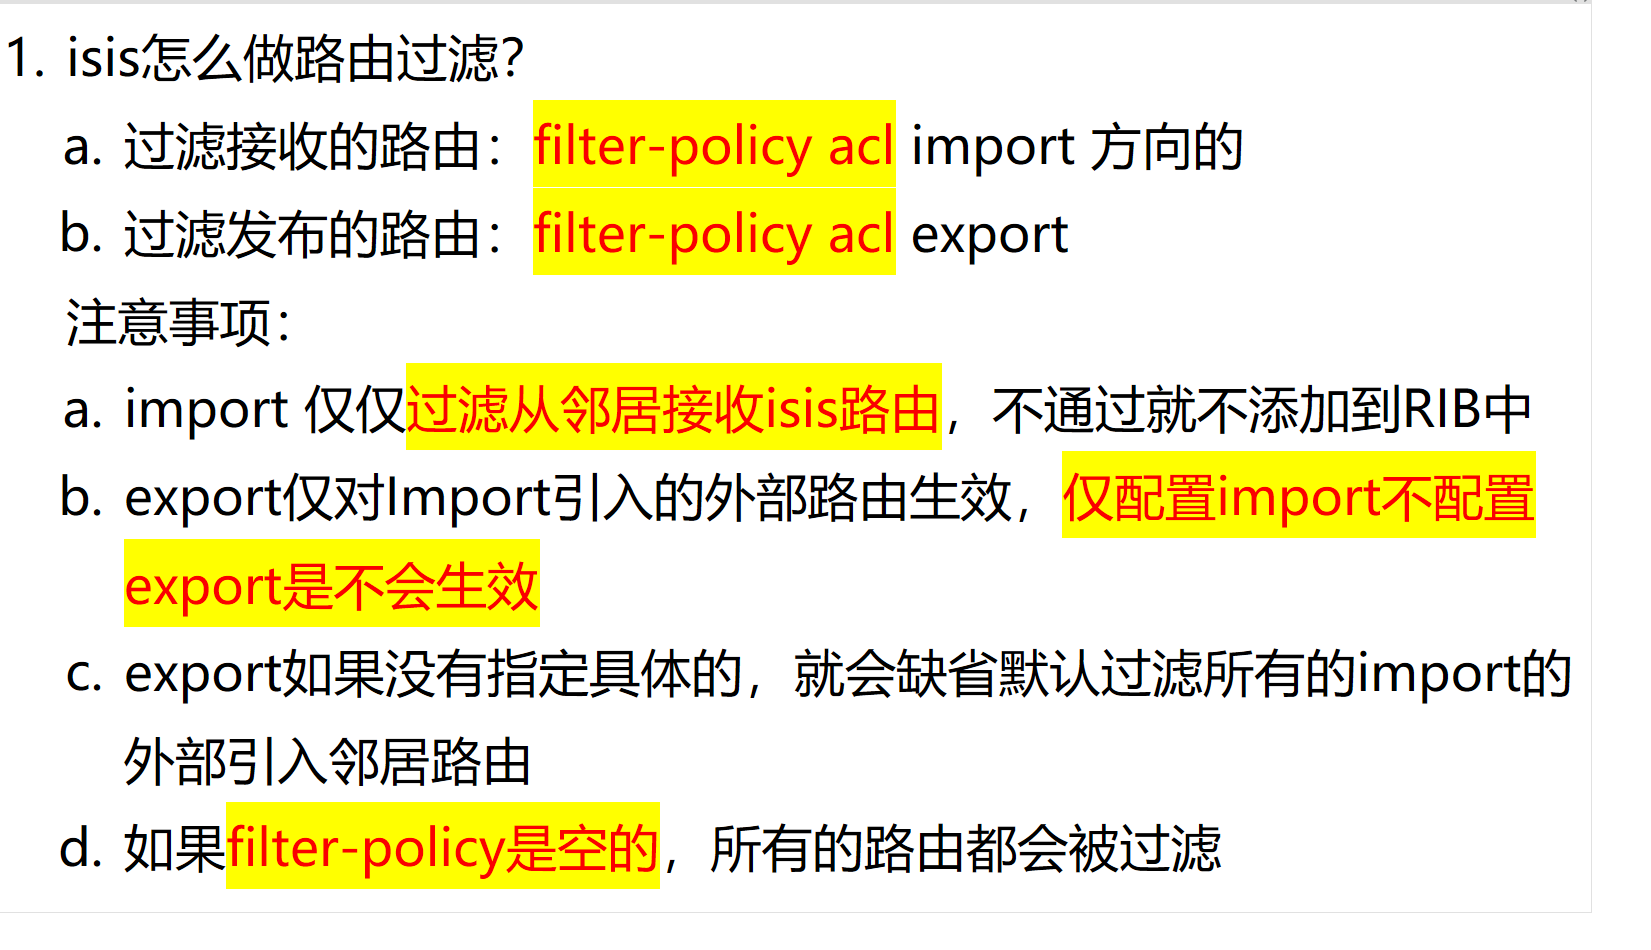 1. isis怎么做路由过滤？
a. 过滤接收的路由：filter-policy acl import 方向的
b. 过滤发布的路由：filter-policy acl export
注意事项：
a. import 仅仅过滤从邻居接收isis路由，不通过就不添加到RIB中
b. export仅对Import引入的外部路由生效，仅配置import不配置
export是不会生效
c. export如果没有指定具体的，就会缺省默认过滤所有的import的
外部引入邻居路由
d. 如果filter-policy是空的，所有的路由都会被过滤